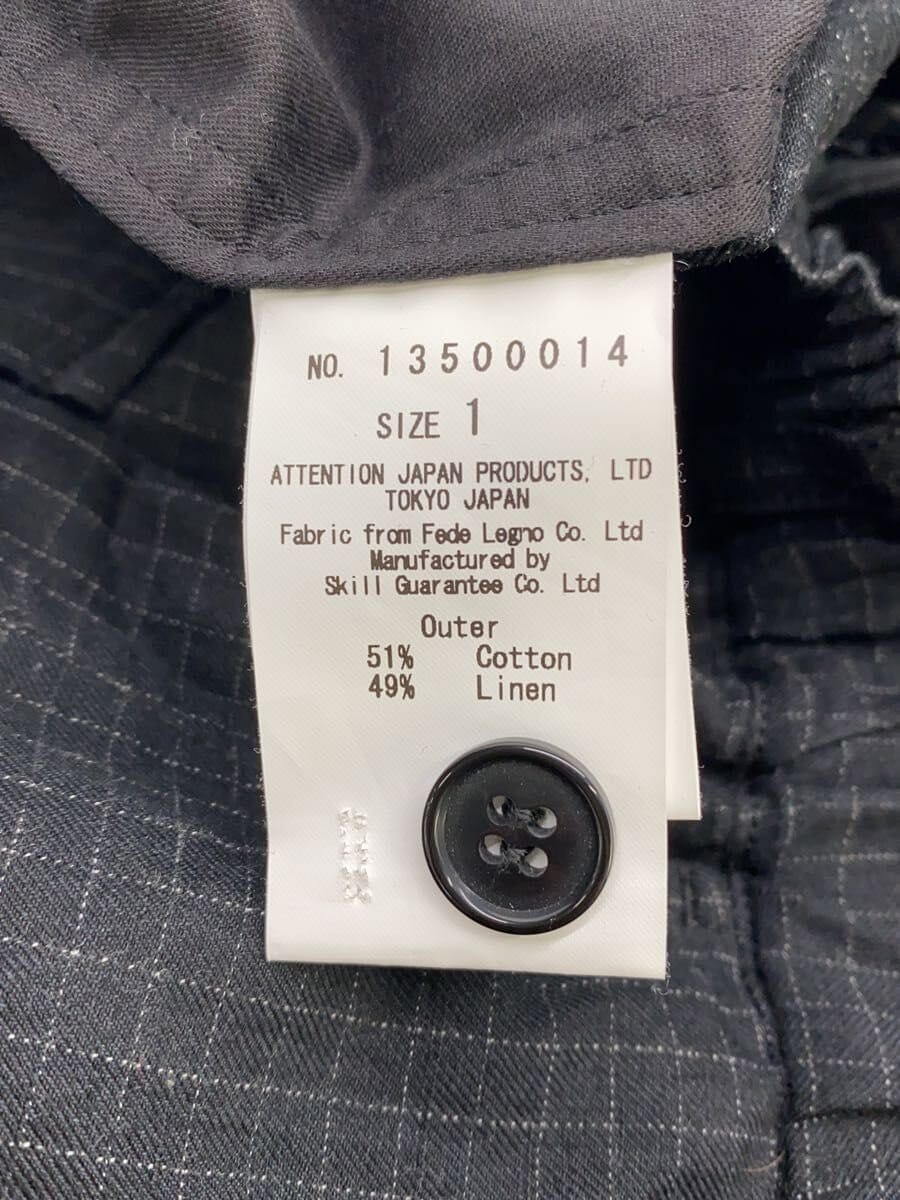 NO. 13500014
SIZE 1
ATTENTION JAPAN PRODUCTS, LTD
TOKYO JAPAN
Fabric from Fede Legno Co. Ltd
Manufactured by
Skill Guarantee Co. Ltd
Outer
51% Cotton
49% Linen